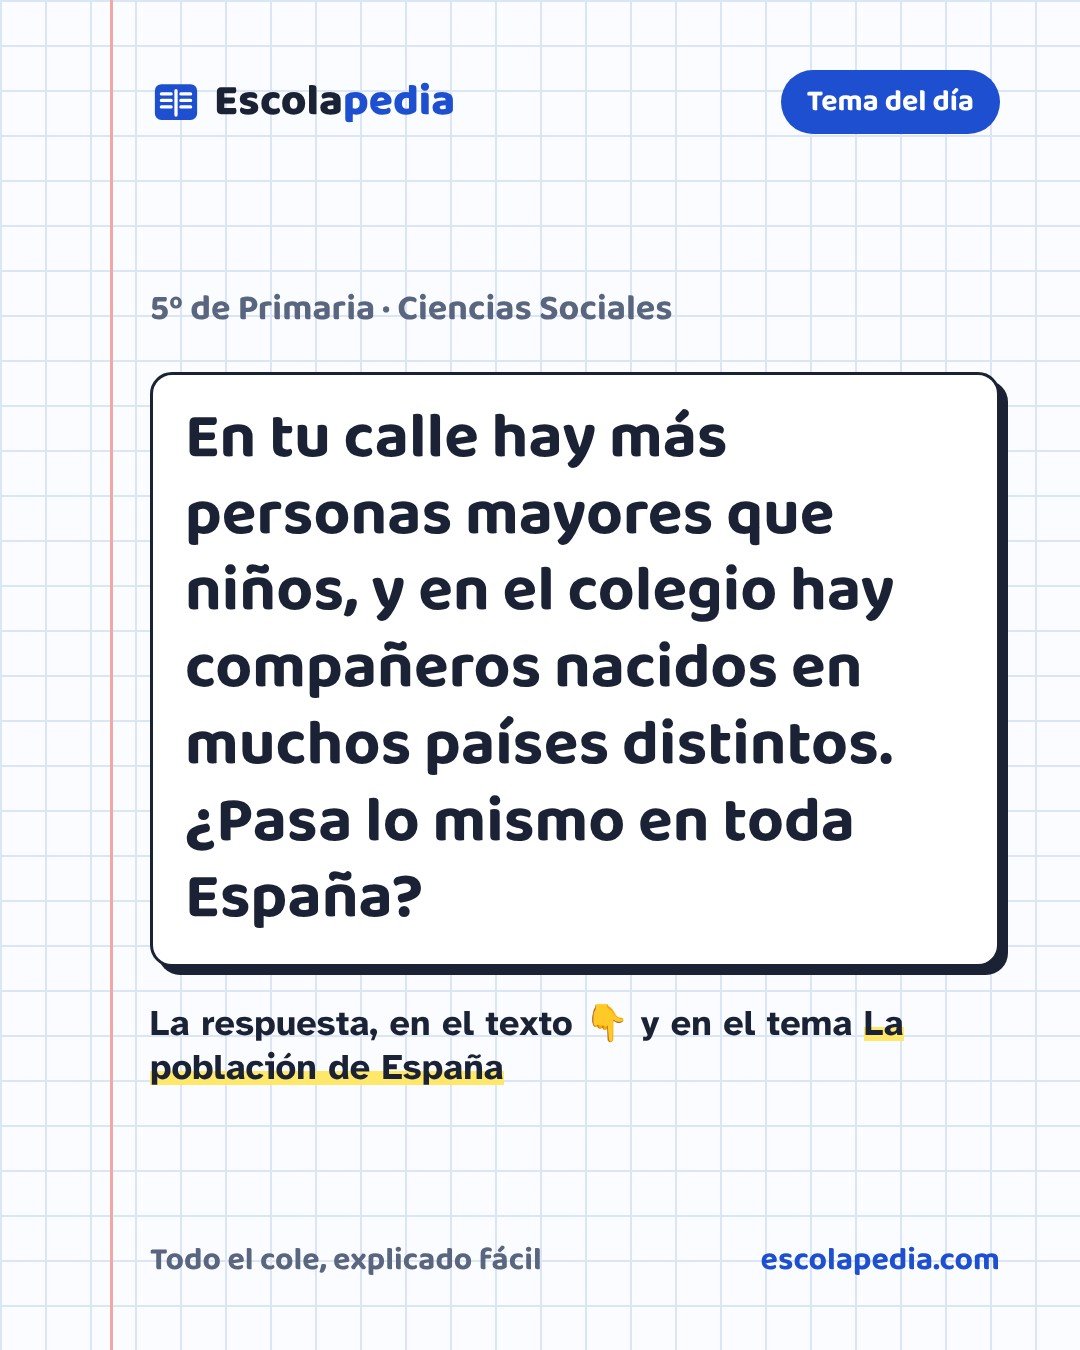 Escolapedia
Tema del día
5º de Primaria · Ciencias Sociales
En tu calle hay más
personas mayores que
niños, y en el colegio hay
compañeros nacidos en
muchos países distintos.
¿Pasa lo mismo en toda
España?
La respuesta, en el texto 👇 y en el tema La
población de España
Todo el cole, explicado fácil
escolapedia.com